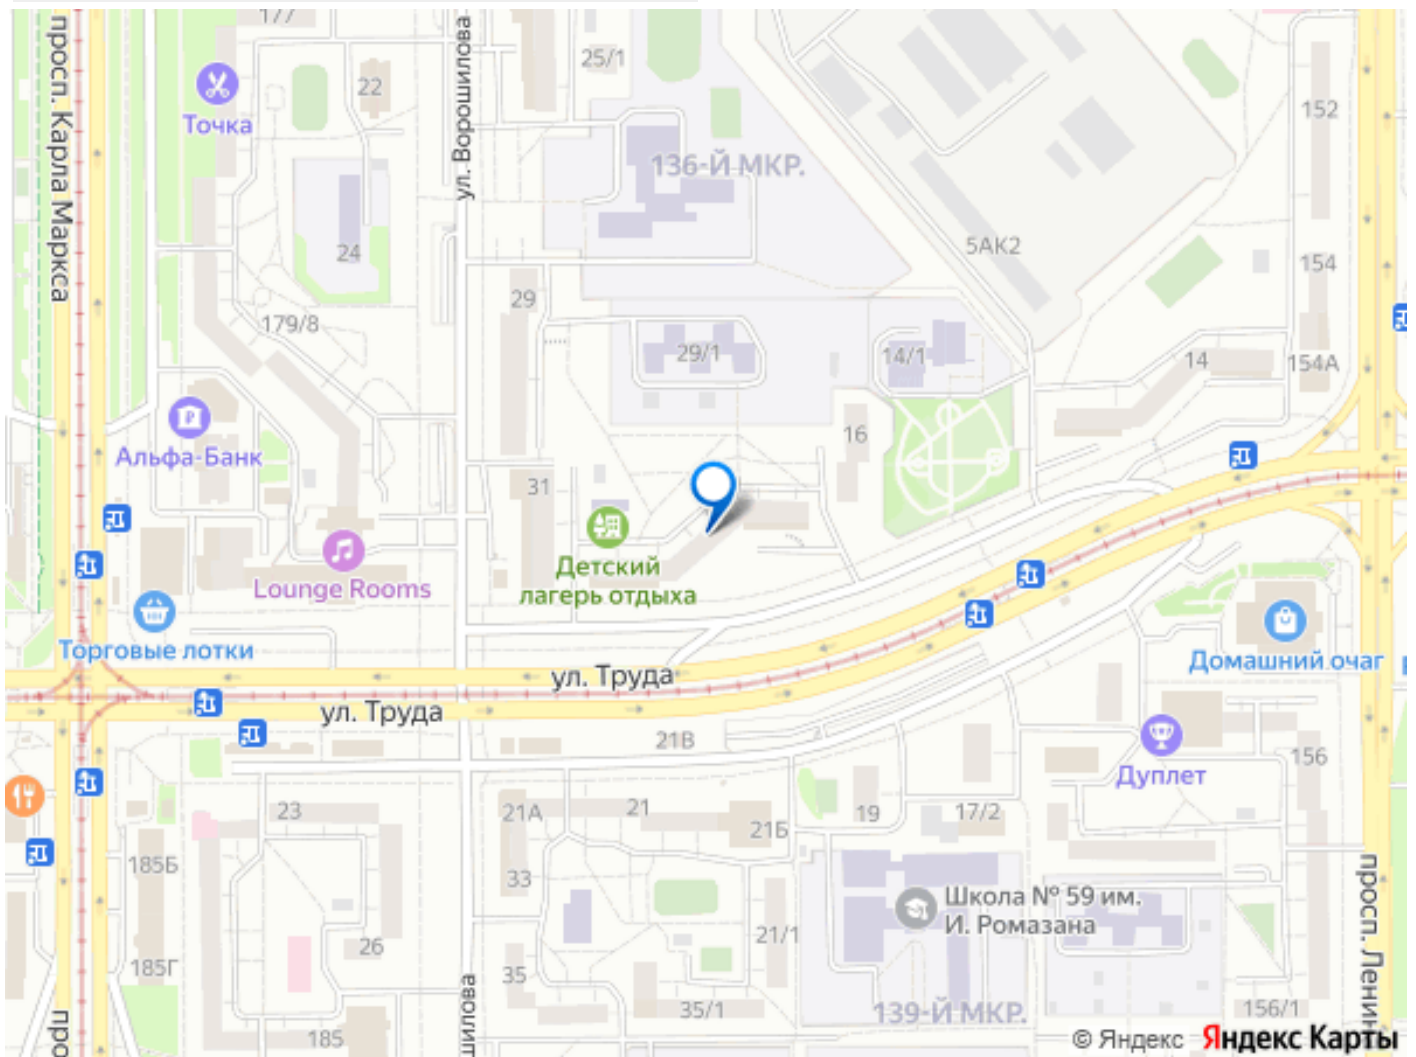 177
25/1
22
Точка
просп. Карла Маркса
ул. Ворошилова
136-Й МКР.
152
24
5АК2
154
29
179/8
29/1
14/1
14
154А
Альфа-Банк
16
31
Детский
лагерь отдыха
Lounge Rooms
Торговые лотки
Домашний очаг
ул. Труда
ул. Труда
21В
156
Дуплет
23
21А
21
21Б
19
17/2
185Б
33
Школа № 59 им.
И. Ромазана
просп. Ленин
21/1
26
185Г
35
шилова
35/1
139-Й МКР.
156/1
про
185
© Яндекс Яндекс Карты